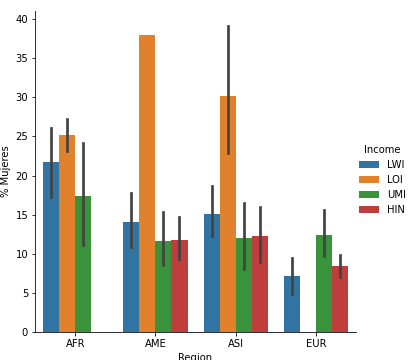 40
35
30
25
20
15
10
5
0
% Mujeres
AFR AME ASI EUR
Region
Income
LWI
LOI
UMI
HIN